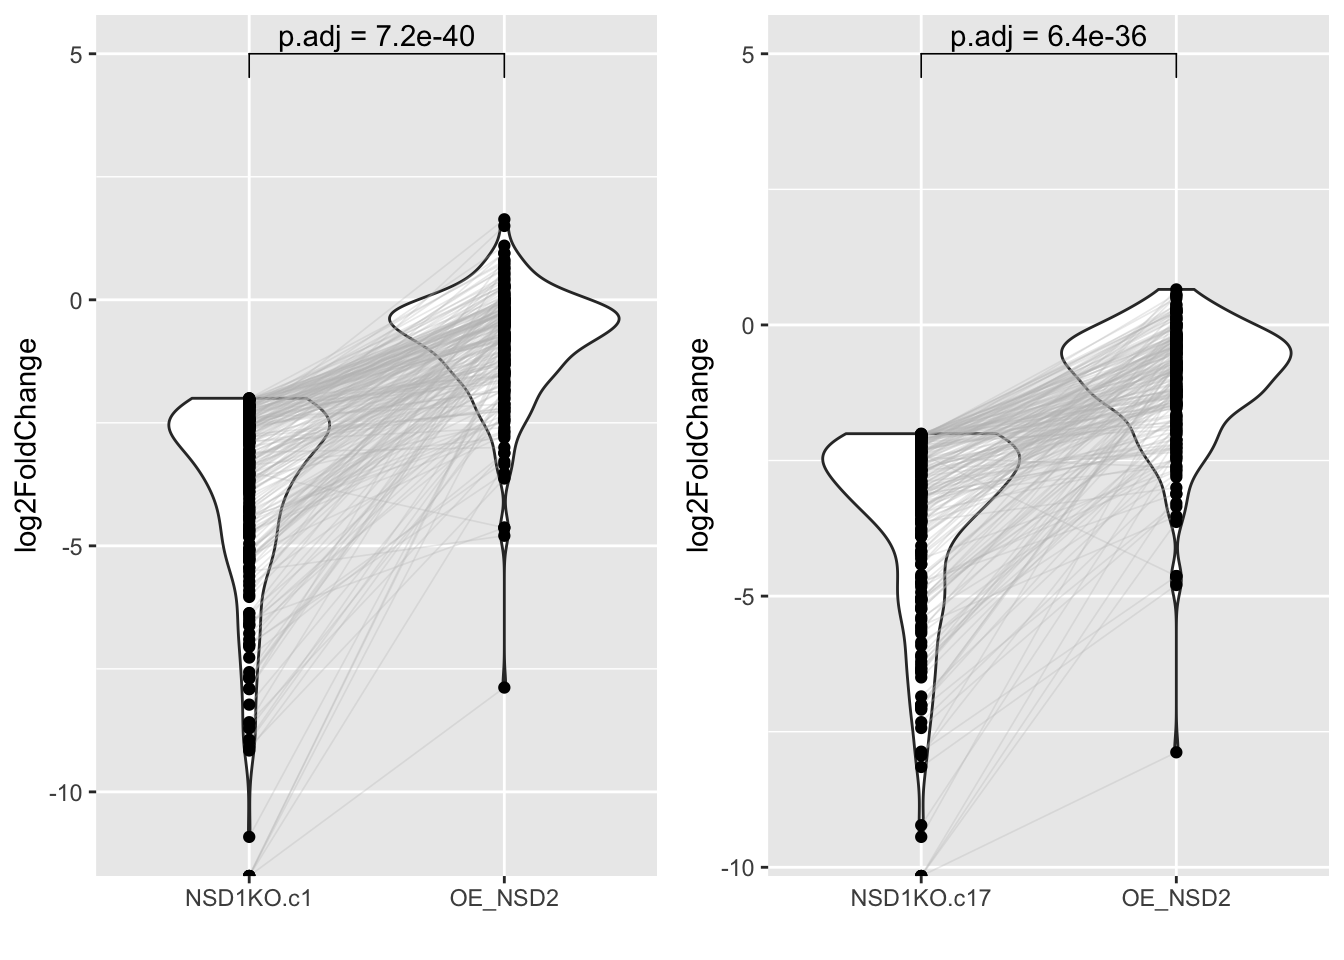 p.adj = 7.2e-40
5
0
-5
-10
log2FoldChange
NSD1KO.c1
OE_NSD2
p.adj = 6.4e-36
5
0
-5
-10
log2FoldChange
NSD1KO.c17
OE_NSD2